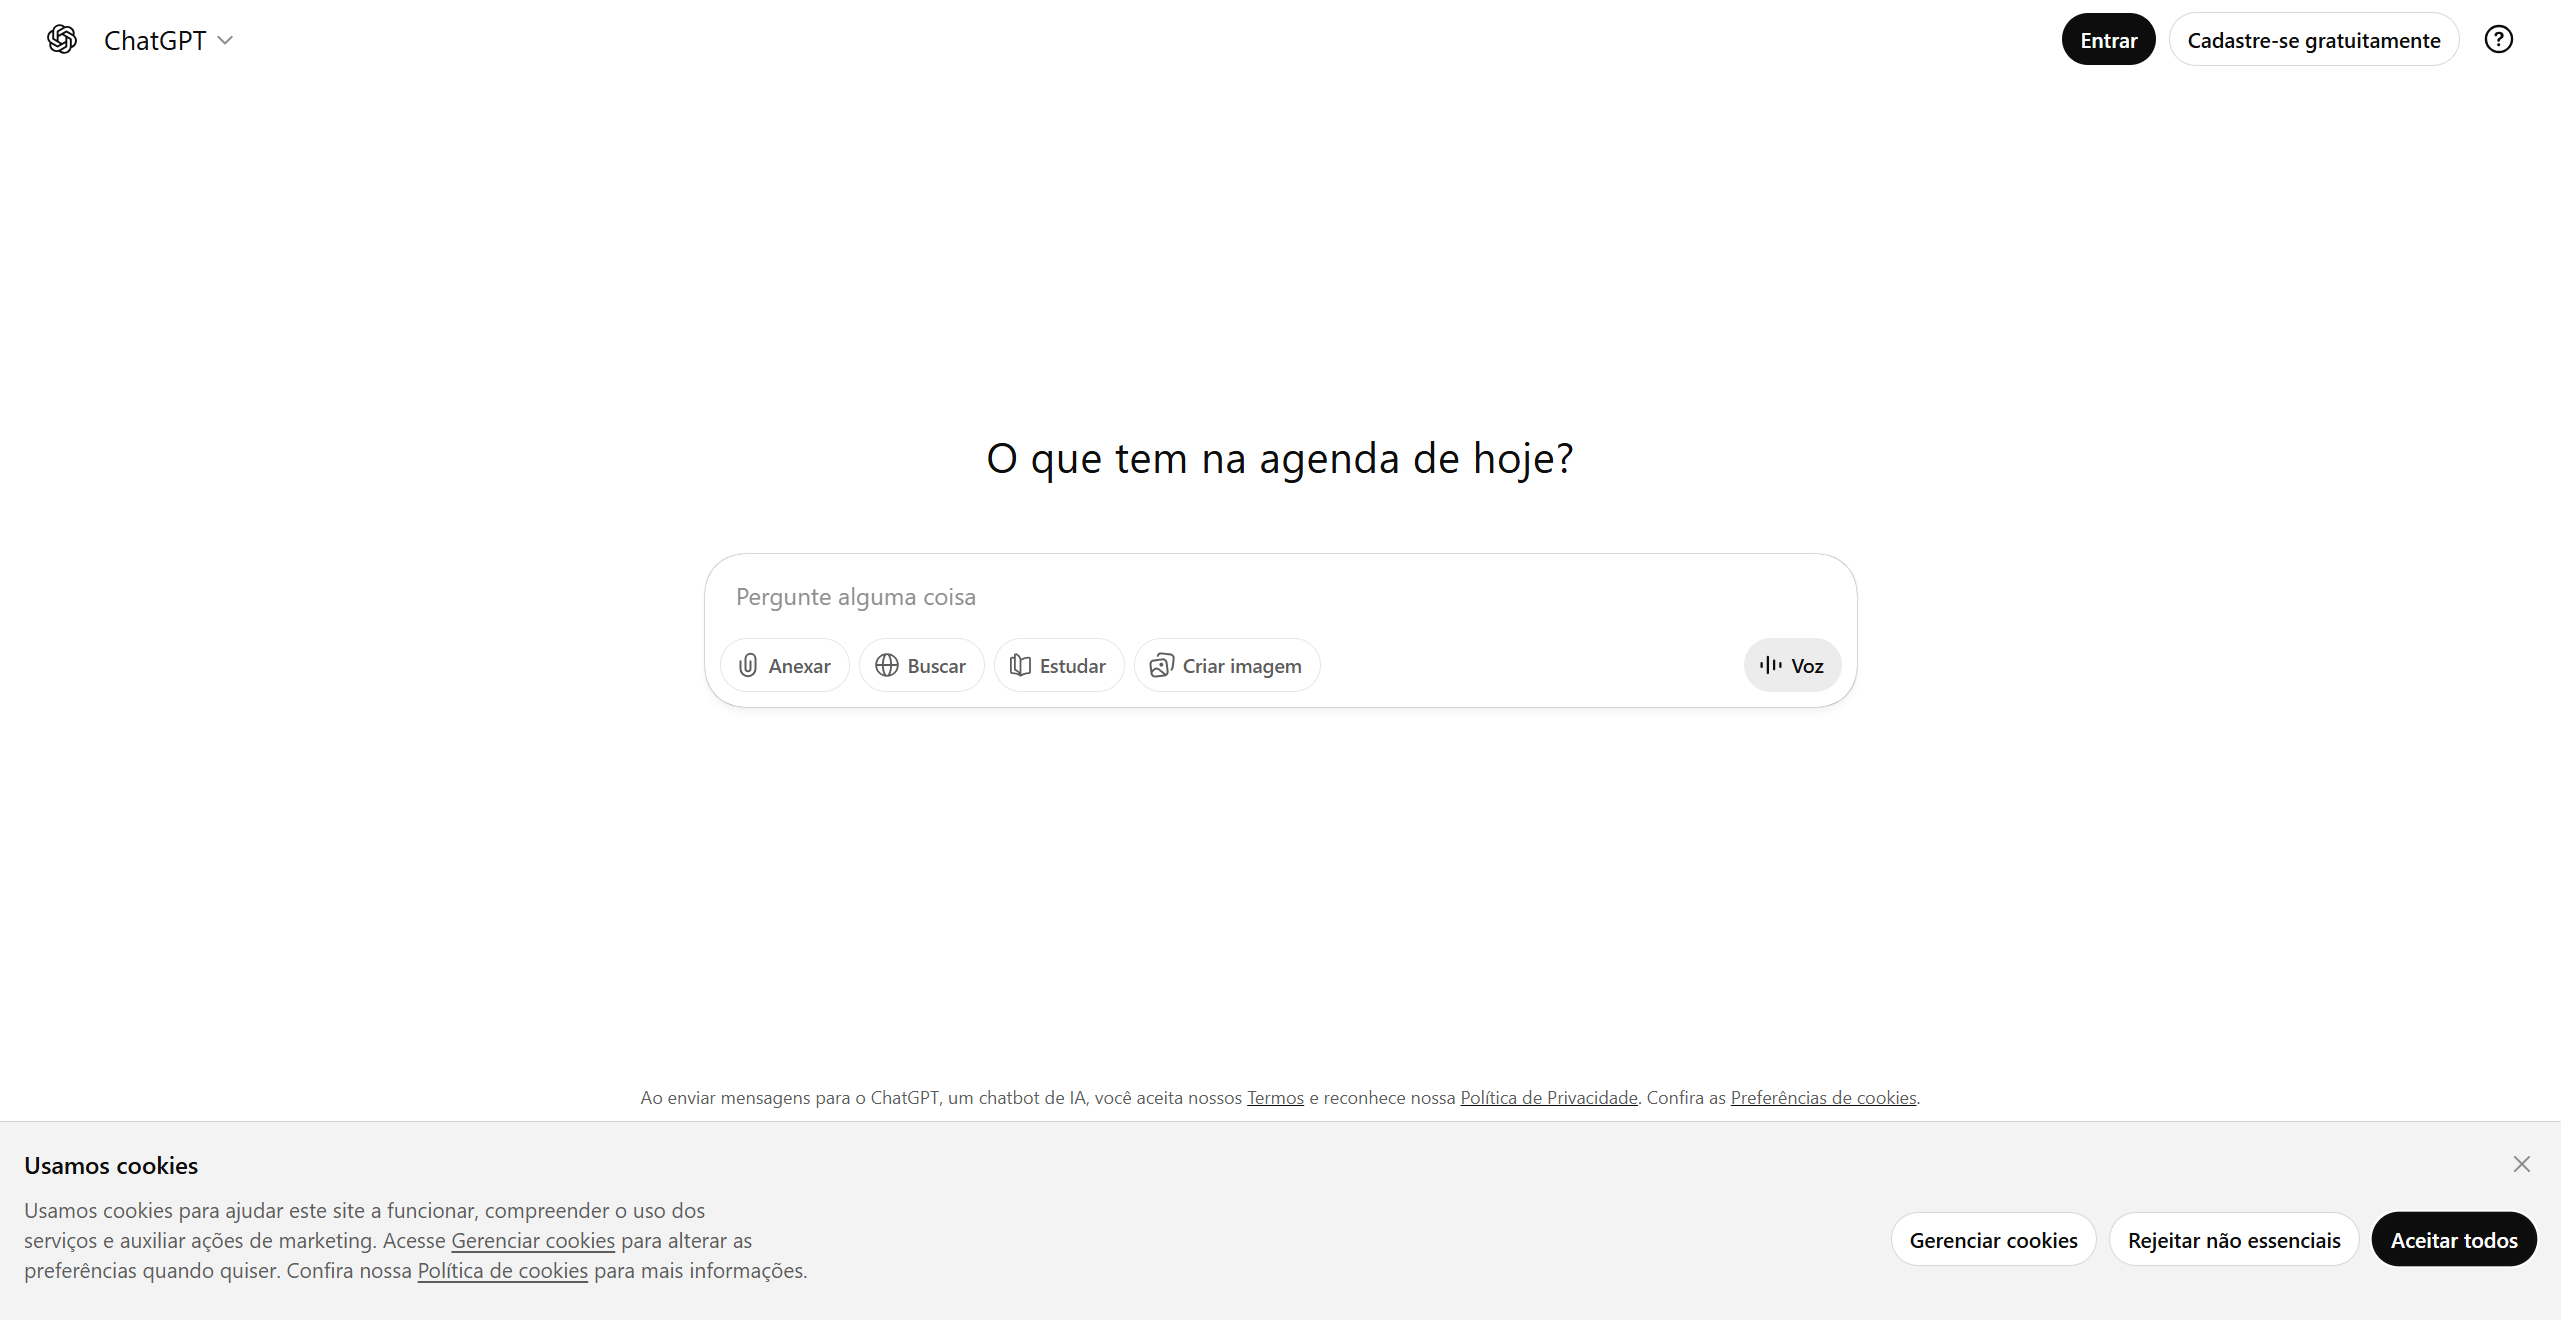 ChatGPT
Entrar
Cadastre-se gratuitamente
O que tem na agenda de hoje?
Pergunte alguma coisa
Anexar
Buscar
Estudar
Criar imagem
Voz
Ao enviar mensagens para o ChatGPT, um chatbot de IA, você aceita nossos Termos e reconhece nossa Política de Privacidade. Confira as Preferências de cookies.
Usamos cookies
Usamos cookies para ajudar este site a funcionar, compreender o uso dos
serviços e auxiliar ações de marketing. Acesse Gerenciar cookies para alterar as
preferências quando quiser. Confira nossa Política de cookies para mais informações.
Gerenciar cookies
Rejeitar não essenciais
Aceitar todos